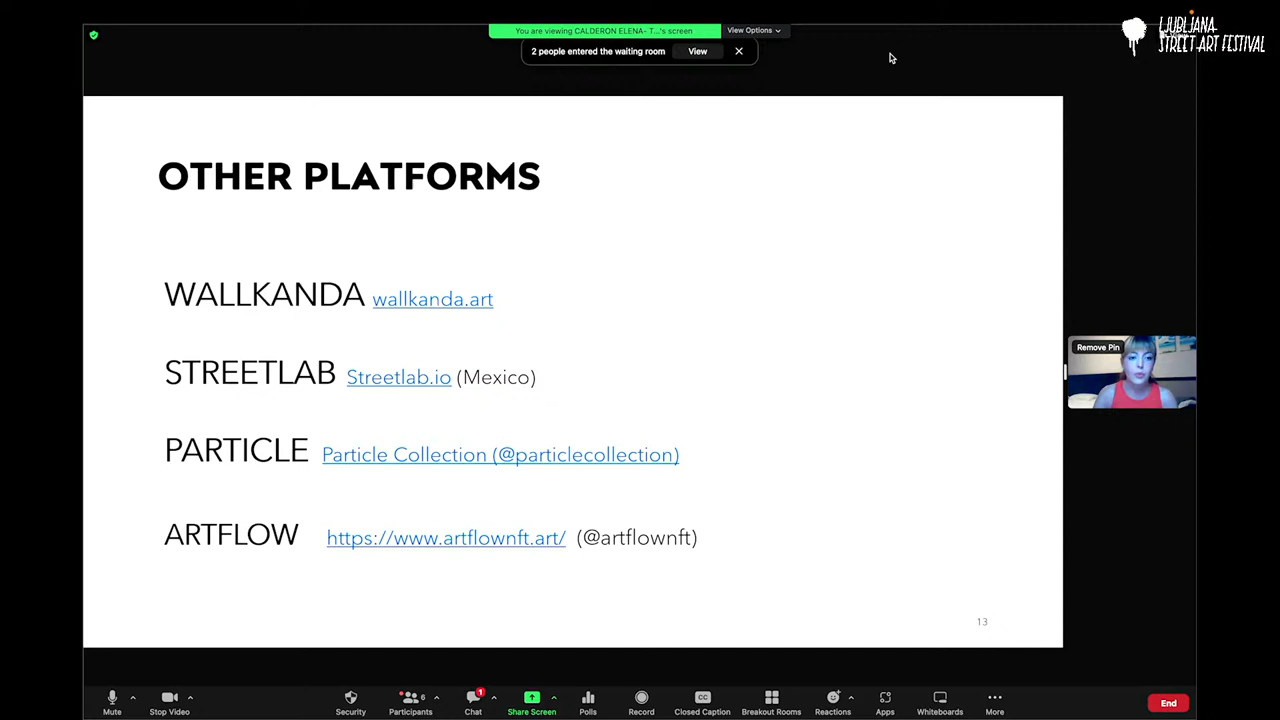 LJUBLJANA
STREET ART FESTIVAL
You are viewing CALDERON ELENA- T...'s screen
View Options
2 people entered the waiting room
View
OTHER PLATFORMS
WALLKANDA wallkanda.art
STREETLAB Streetlab.io (Mexico)
Remove Pin
PARTICLE Particle Collection (@particlecollection)
ARTFLOW https://www.artflownft.art/ (@artflownft)
13
Mute
Stop Video
Security
Participants 6
Chat 1
Share Screen
Polls
Record
CC Closed Caption
Breakout Rooms
Reactions
Apps
Whiteboards
More
End